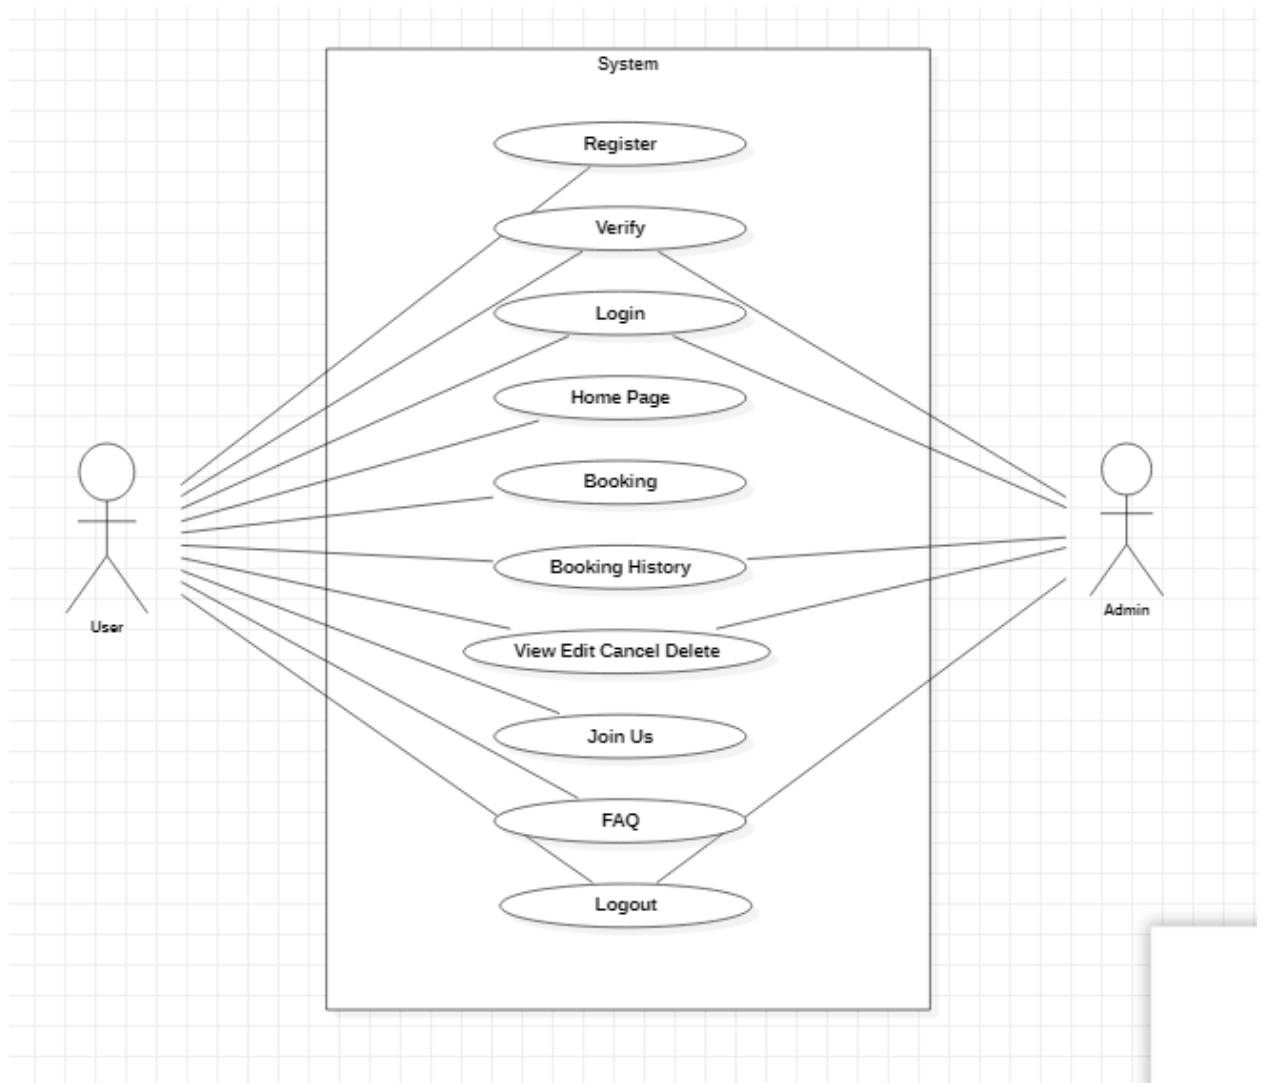 System
Register
Verify
Login
Home Page
Booking
Booking History
View Edit Cancel Delete
Join Us
FAQ
Logout
User
Admin